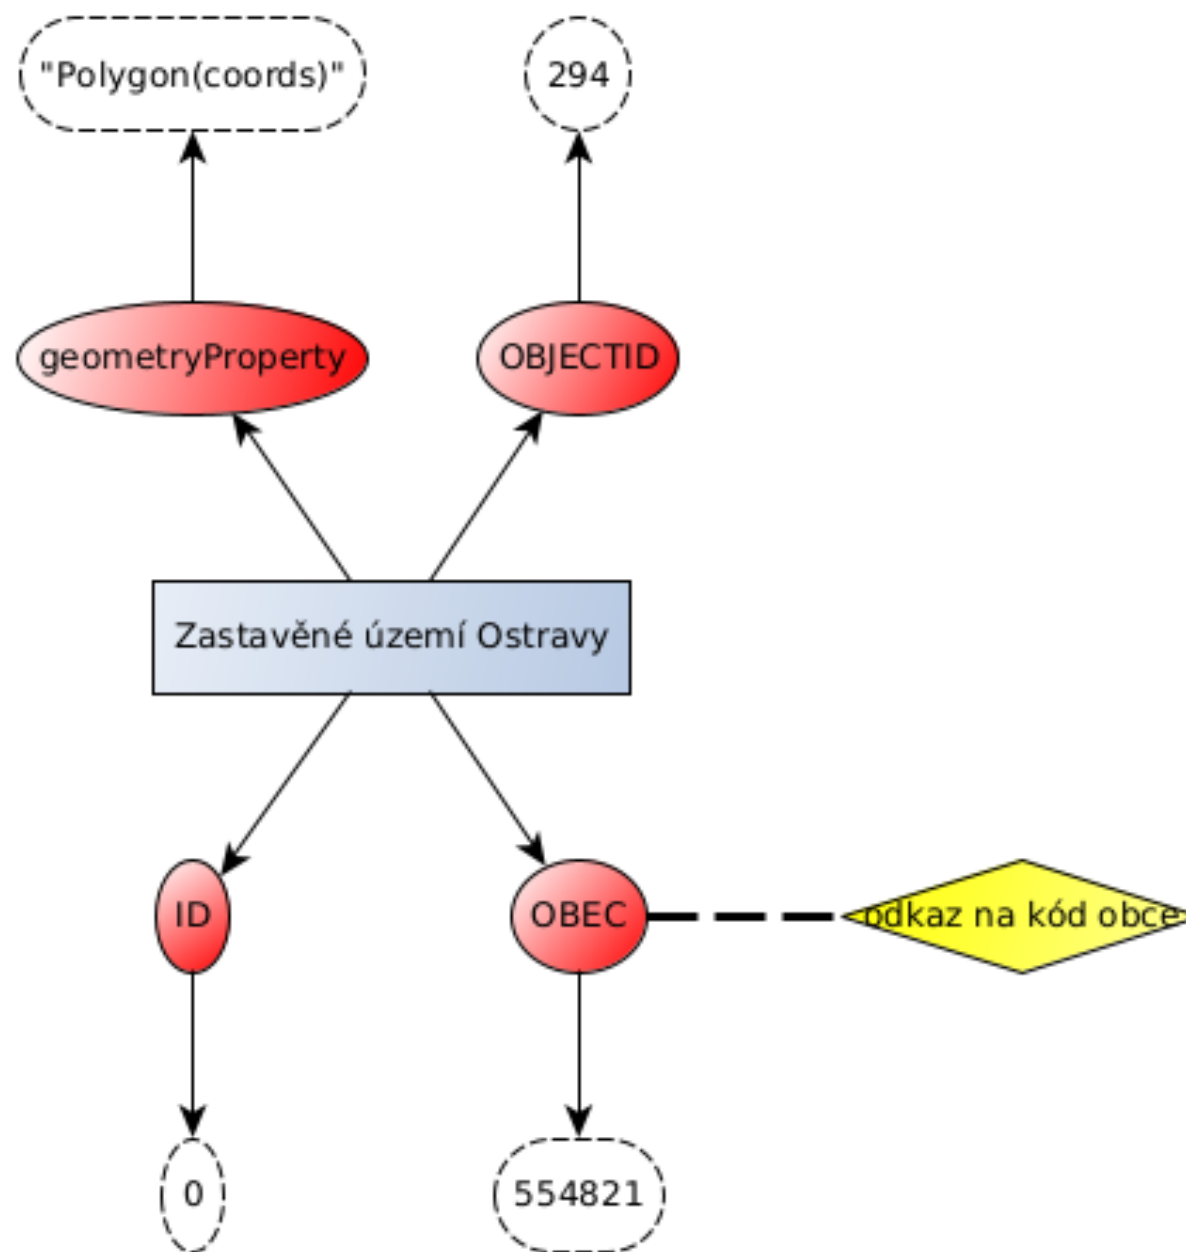 "Polygon(coords)"
294
geometryProperty
OBJECTID
Zastavěné území Ostravy
ID
OBEC
odkaz na kód obce
0
554821